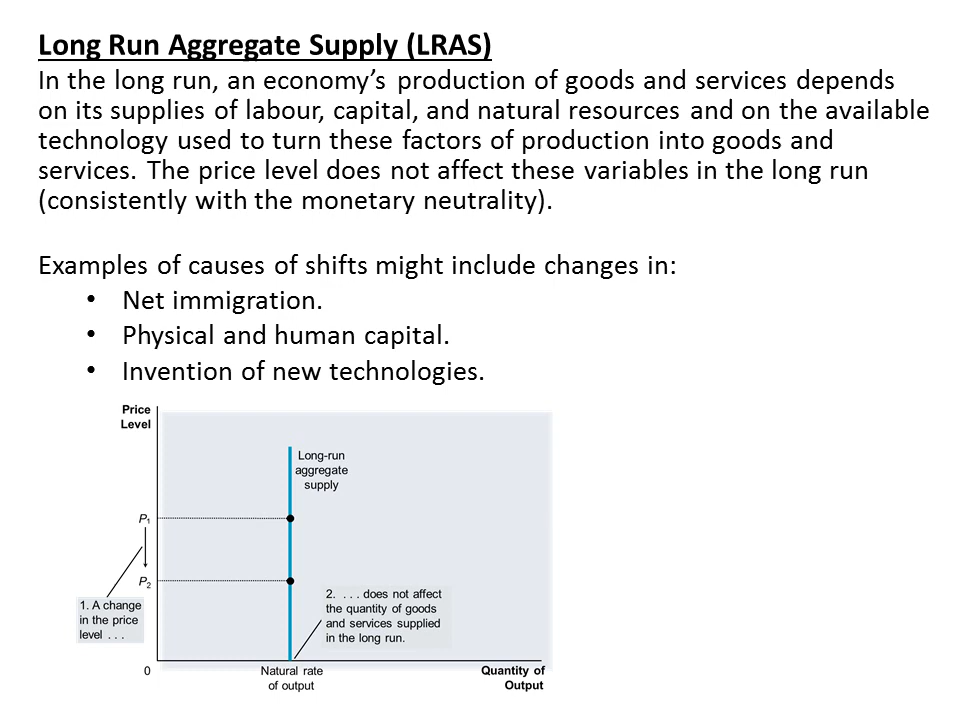 Long Run Aggregate Supply (LRAS)
In the long run, an economy’s production of goods and services depends
on its supplies of labour, capital, and natural resources and on the available
technology used to turn these factors of production into goods and
services. The price level does not affect these variables in the long run
(consistently with the monetary neutrality).
Examples of causes of shifts might include changes in:
• Net immigration.
• Physical and human capital.
• Invention of new technologies.
Price
Level
Long-run
aggregate
supply
P1
P2
1. A change
in the price
level . . .
2. . . . does not affect
the quantity of goods
and services supplied
in the long run.
0
Natural rate
of output
Quantity of
Output